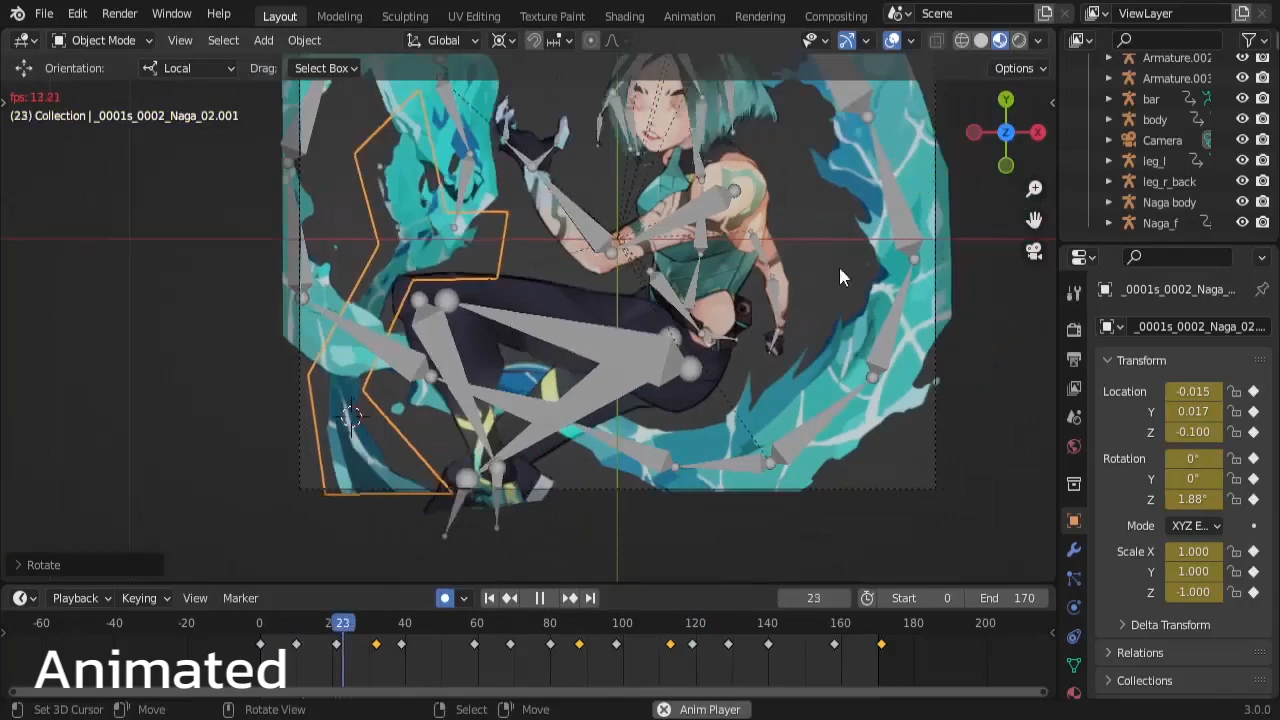 File Edit Render Window Help Layout Modeling Sculpting UV Editing Texture Paint Shading Animation Rendering Compositing Scene ViewLayer
Object Mode View Select Add Object Global
Orientation: Local Drag: Select Box Options
fps: 13.21
(23) Collection | _0001s_0002_Naga_02.001
Y
X
Z
Armature.002
Armature.003
bar
body
Camera
leg_l
leg_r_back
Naga body
Naga_f
_0001s_0002_Naga_...
_0001s_0002_Naga_02....
Transform
Location -0.015
Y 0.017
Z -0.100
Rotation 0°
Y 0°
Z 1.88°
Mode XYZ E...
Scale X 1.000
Y 1.000
Z -1.000
Delta Transform
Relations
Collections
Rotate
Playback Keying View Marker 23 Start 0 End 170
-60 -40 -20 0 23 40 60 80 100 120 140 160 180 200
Animated
Set 3D Cursor Move Rotate View Select Move Anim Player 3.0.0